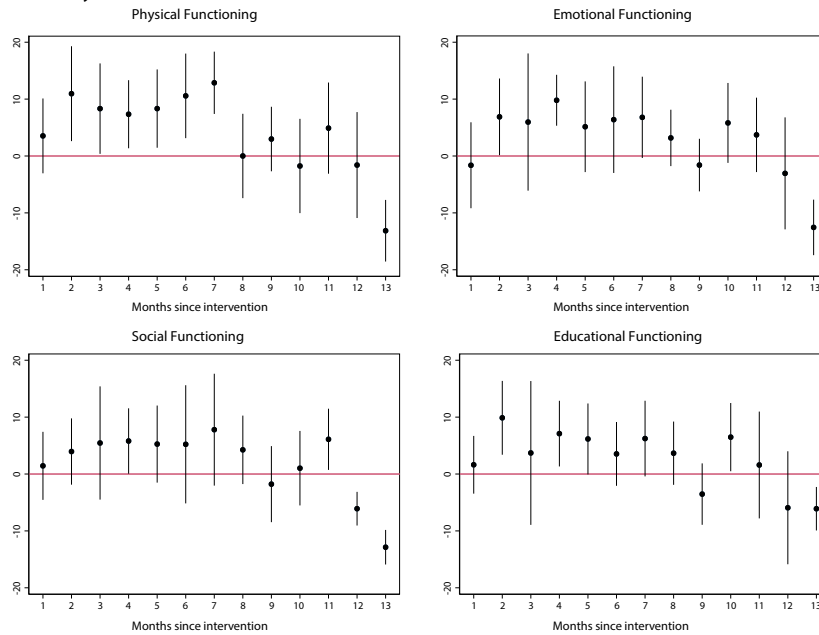 Physical Functioning
20
10
0
-10
-20
1 2 3 4 5 6 7 8 9 10 11 12 13
Months since intervention
Emotional Functioning
20
10
0
-10
-20
1 2 3 4 5 6 7 8 9 10 11 12 13
Months since intervention
Social Functioning
20
10
0
-10
-20
1 2 3 4 5 6 7 8 9 10 11 12 13
Months since intervention
Educational Functioning
20
10
0
-10
-20
1 2 3 4 5 6 7 8 9 10 11 12 13
Months since intervention